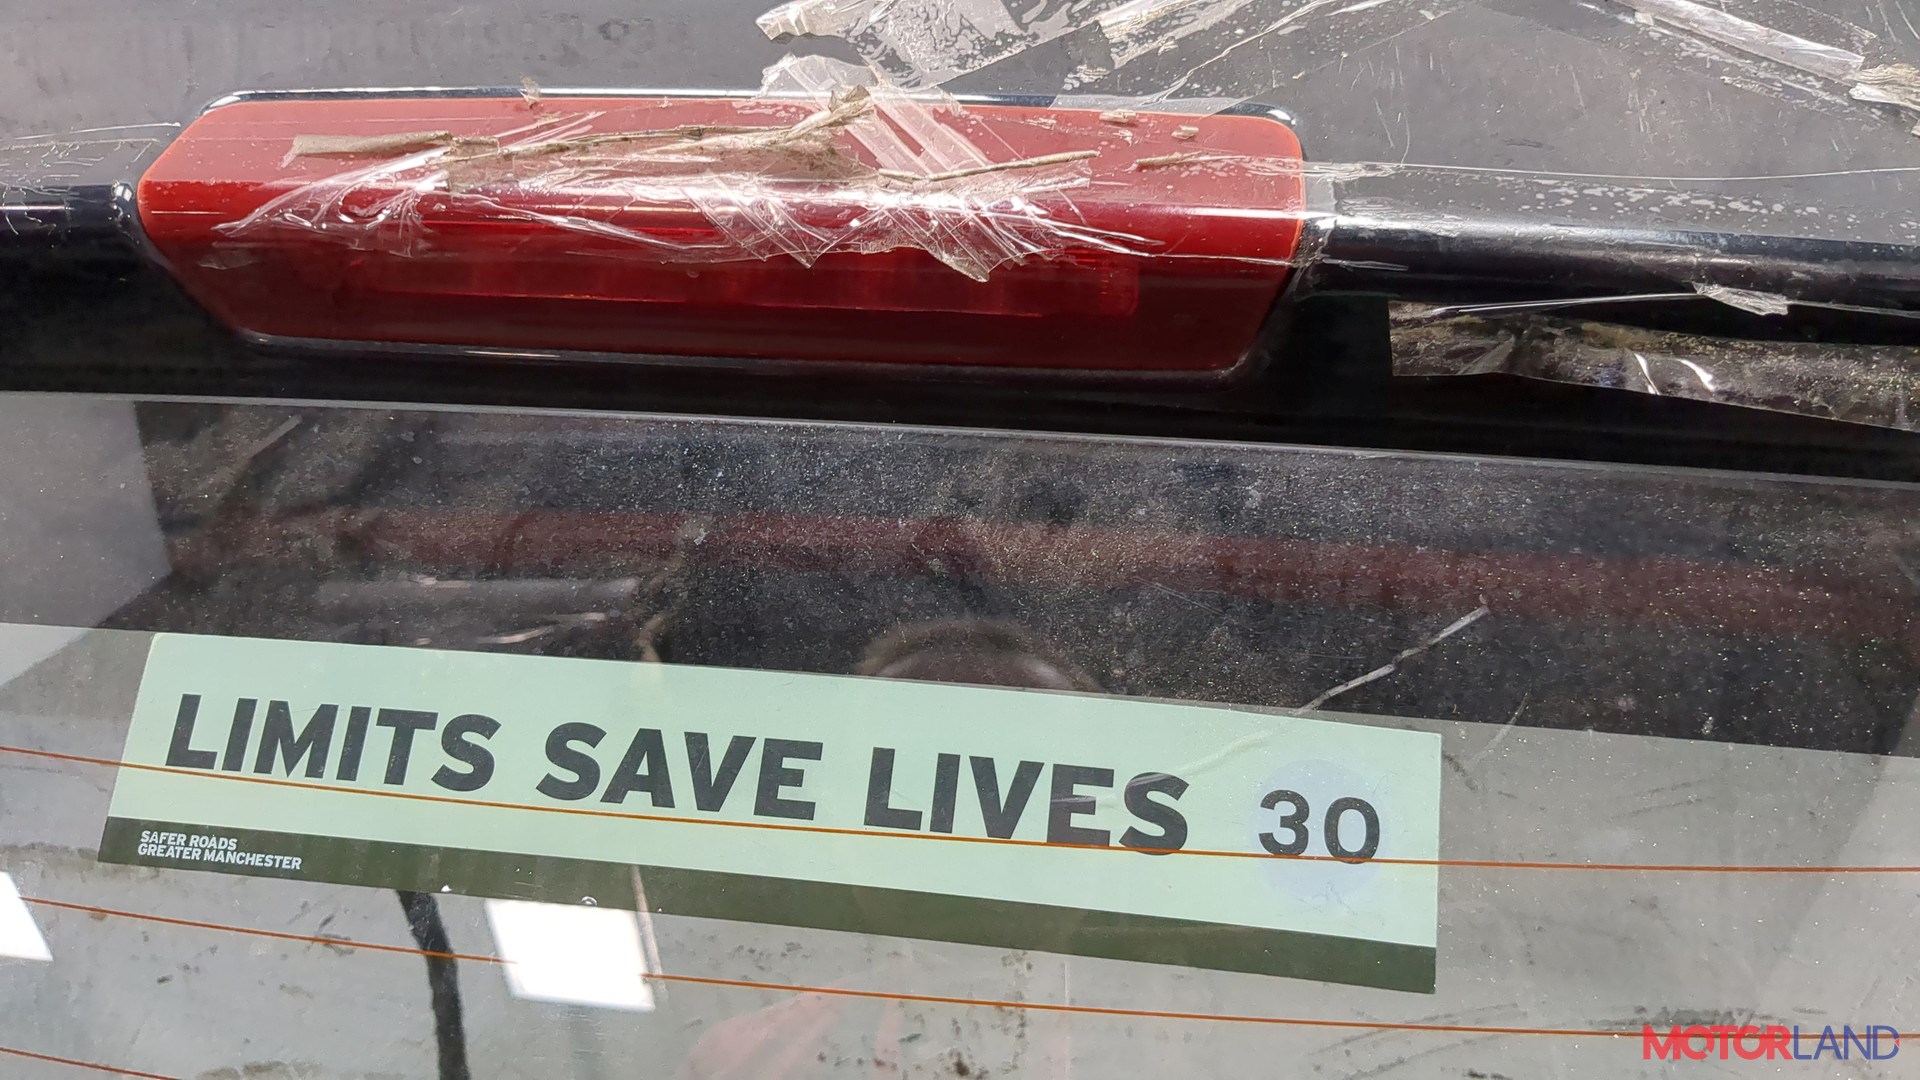 LIMITS SAVE LIVES 30
SAFER ROADS
GREATER MANCHESTER
MOTORLAND